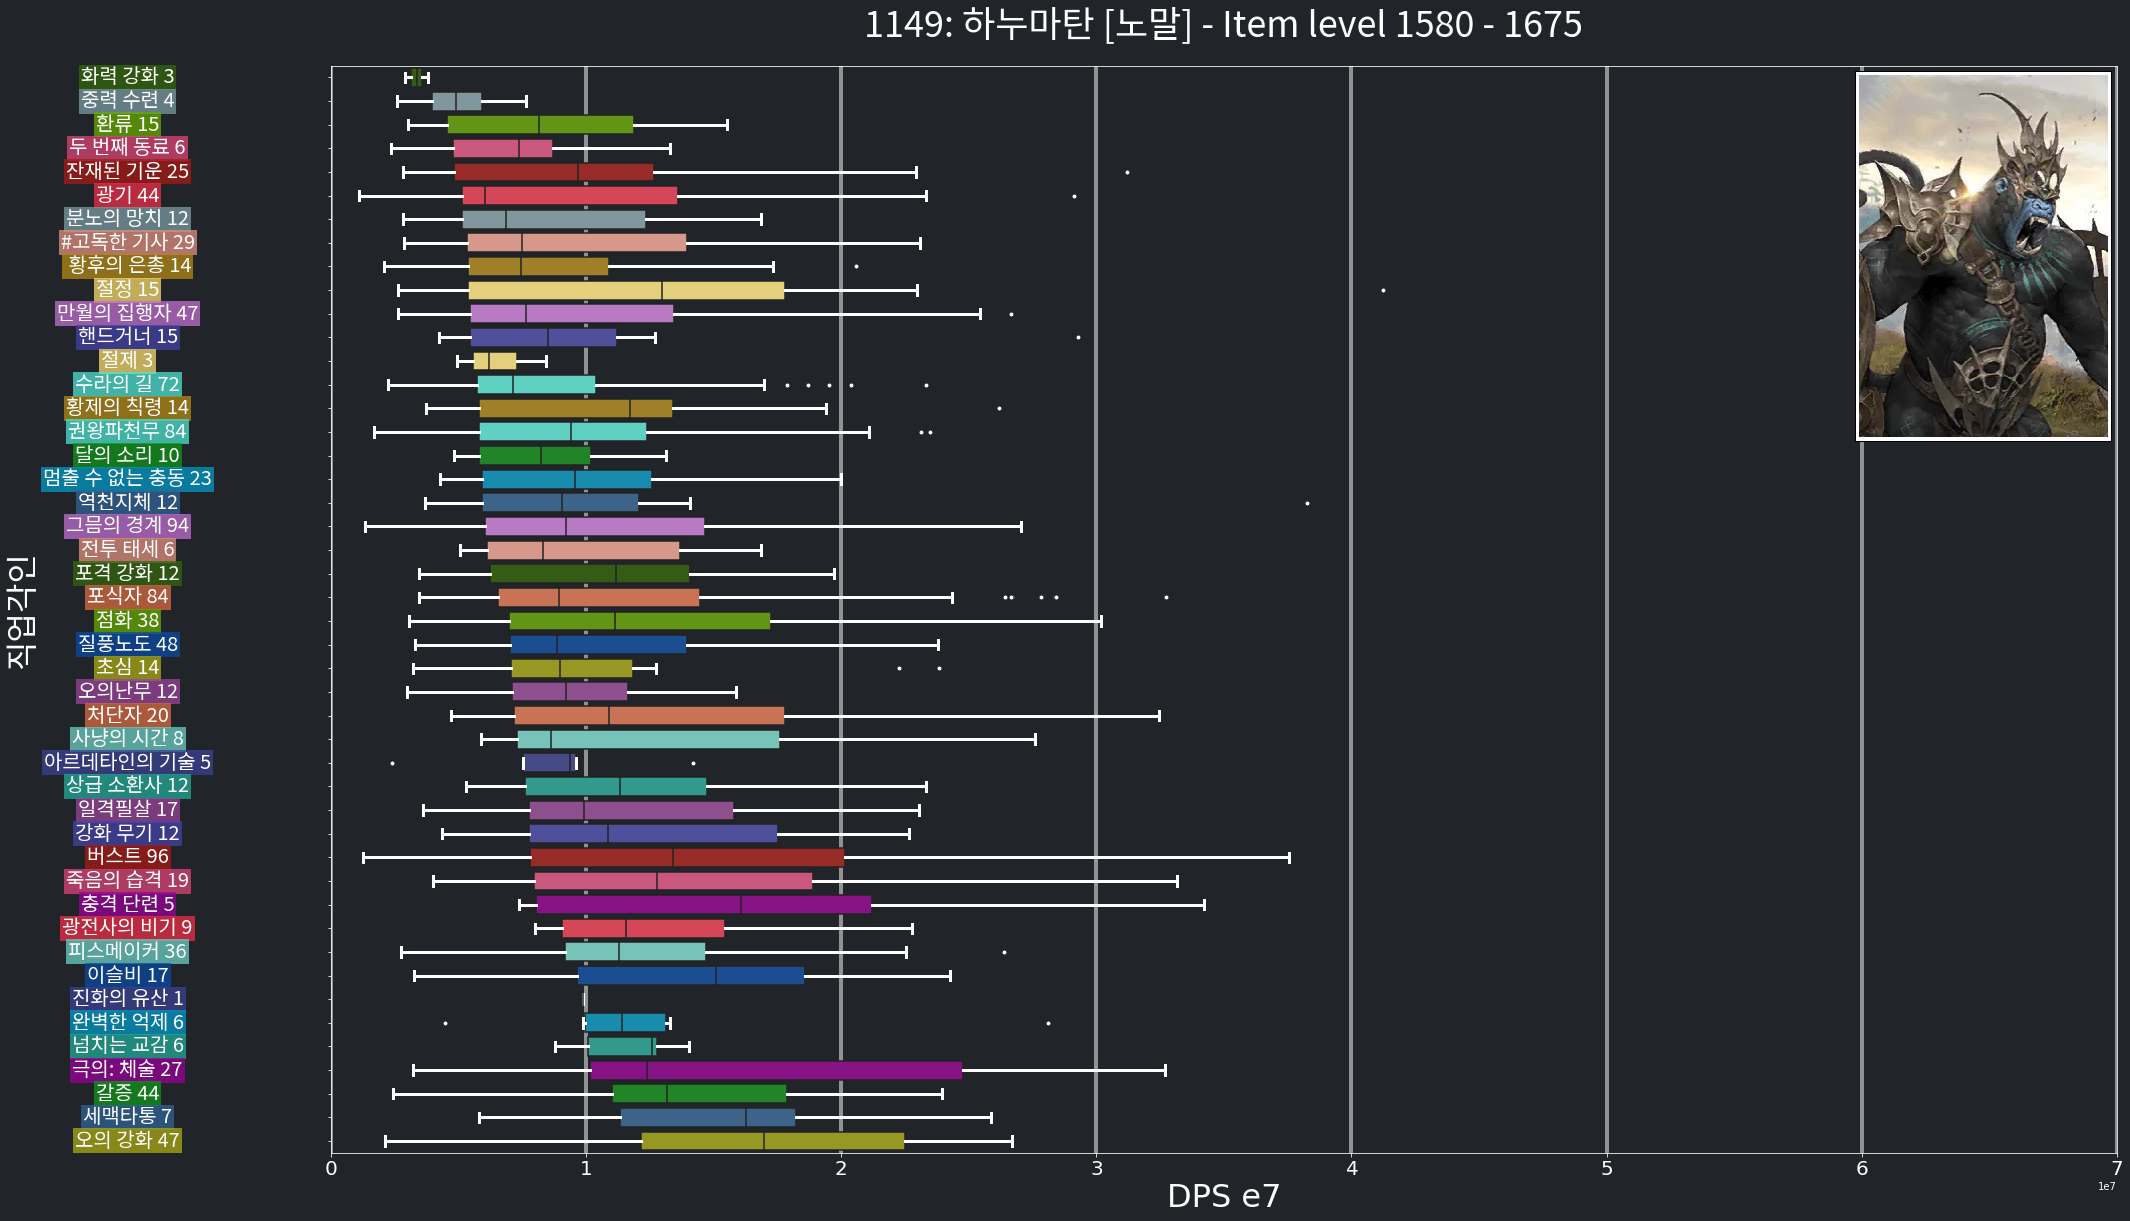 1149: 하누마탄 [노말] - Item level 1580 - 1675
화력 강화 3
중력 수련 4
환류 15
두 번째 동료 6
잔재된 기운 25
광기 44
분노의 망치 12
#고독한 기사 29
황후의 은총 14
절정 15
만월의 집행자 47
핸드거너 15
절제 3
수라의 길 72
황제의 칙령 14
권왕파천무 84
달의 소리 10
멈출 수 없는 충동 23
역천지체 12
그믐의 경계 94
전투 태세 6
포격 강화 12
포식자 84
점화 38
질풍노도 48
초심 14
오의난무 12
처단자 20
사냥의 시간 8
아르데타인의 기술 5
상급 소환사 12
일격필살 17
강화 무기 12
버스트 96
죽음의 습격 19
충격 단련 5
광전사의 비기 9
피스메이커 36
이슬비 17
진화의 유산 1
완벽한 억제 6
넘치는 교감 6
극의: 체술 27
갈증 44
세맥타통 7
오의 강화 47
직업각인
0 1 2 3 4 5 6 7
1e7
DPS e7